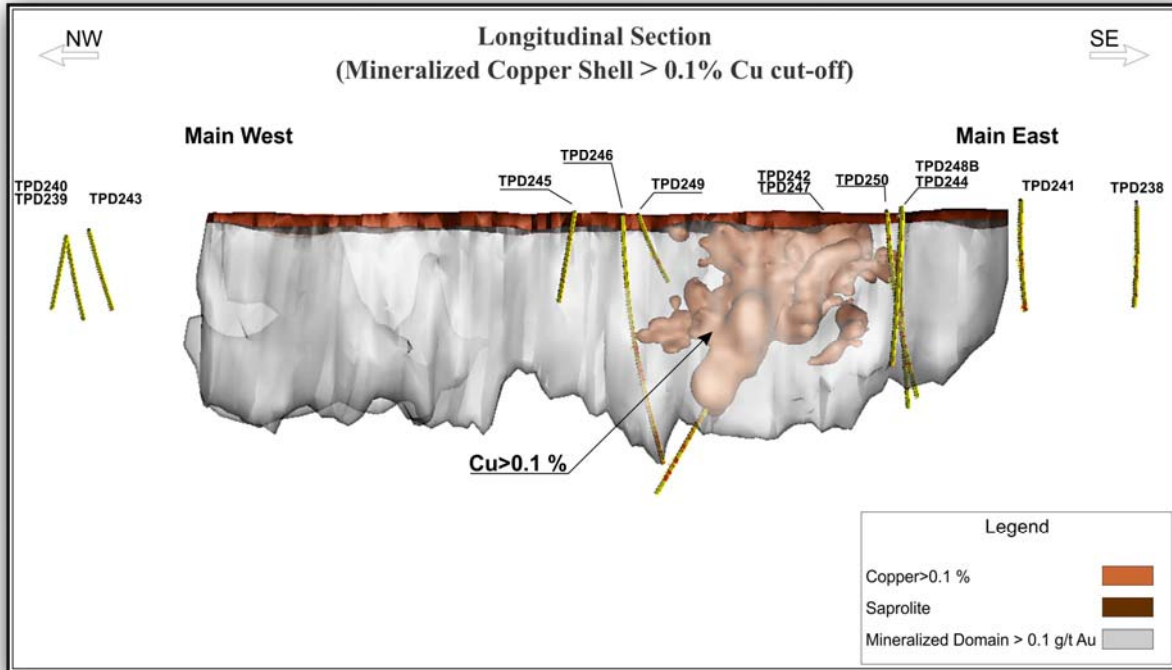 NW
SE
Longitudinal Section
(Mineralized Copper Shell > 0.1% Cu cut-off)
Main West
Main East
TPD240
TPD239
TPD243
TPD245
TPD246
TPD249
TPD242
TPD247
TPD250
TPD248B
TPD244
TPD241
TPD238
Cu>0.1 %
Legend
Copper>0.1 %
Saprolite
Mineralized Domain > 0.1 g/t Au